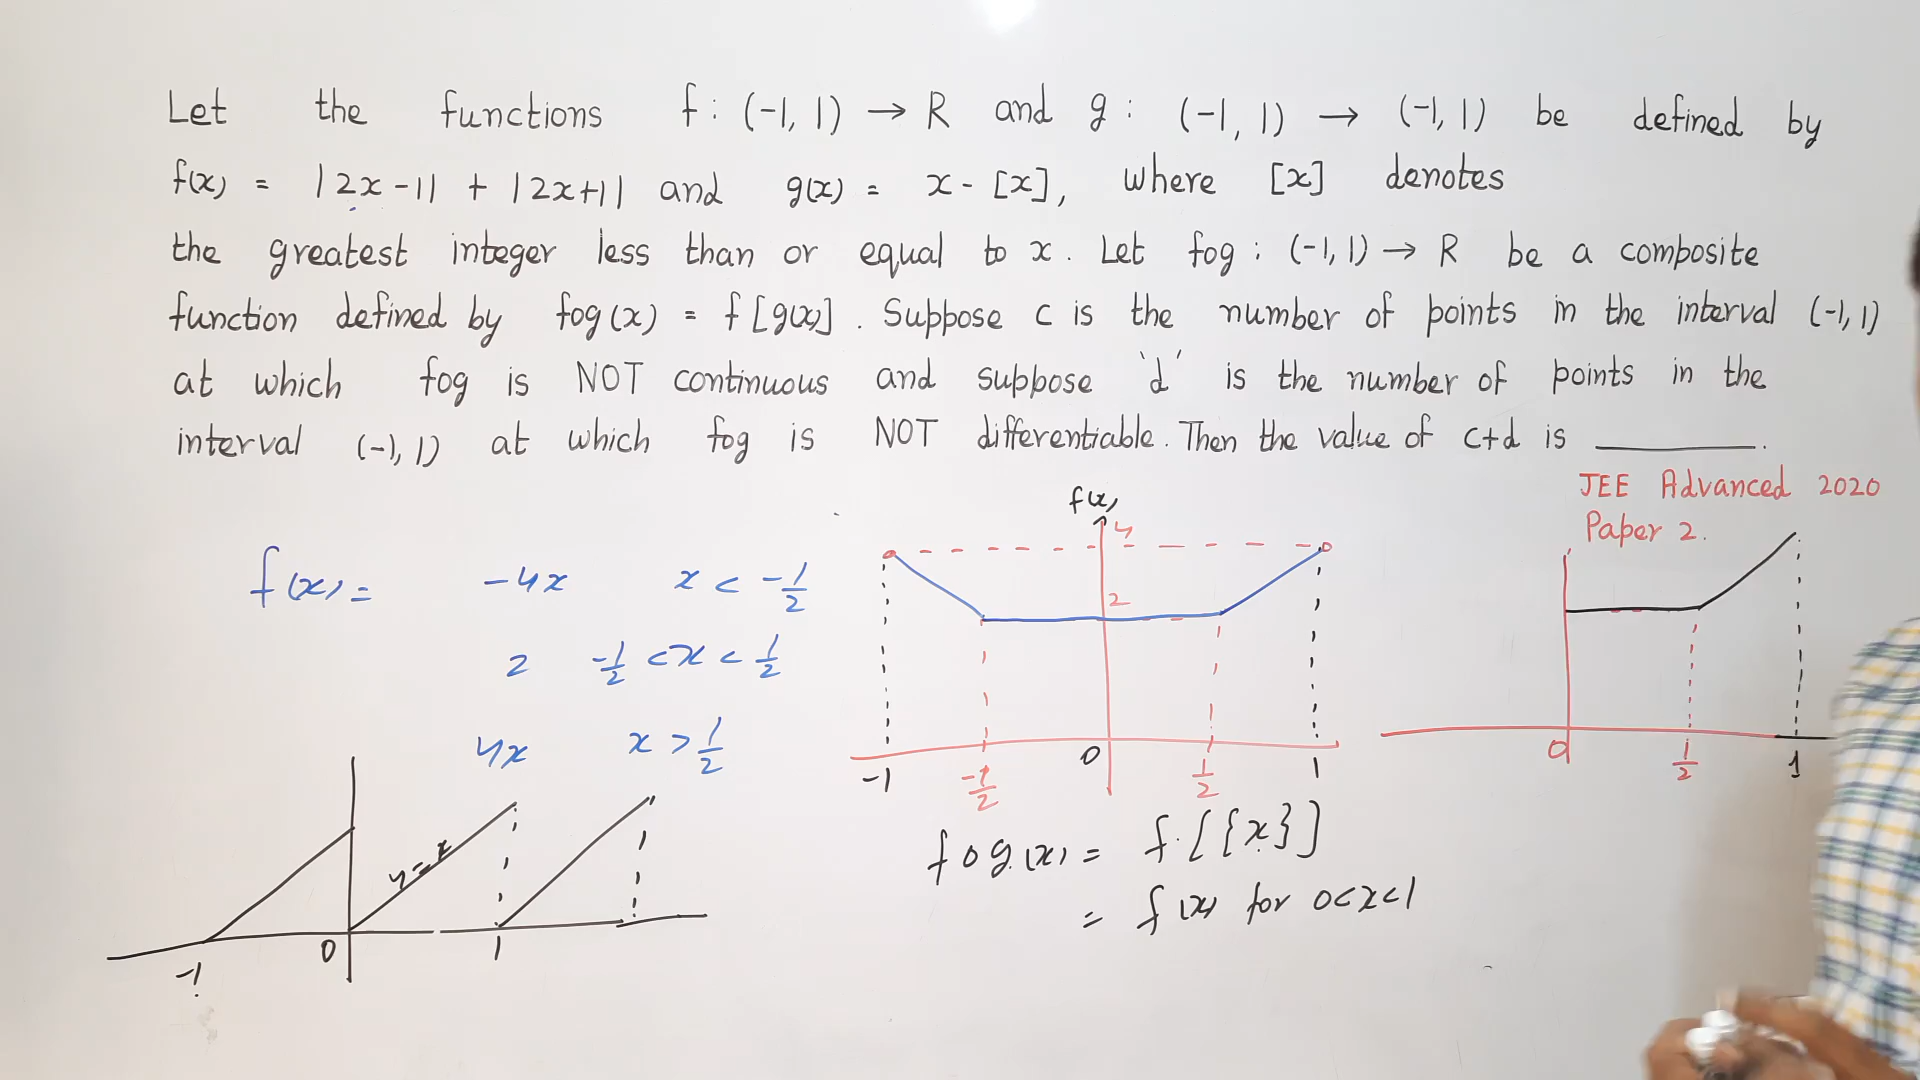 Let the functions f : (-1, 1) → R and g : (-1, 1) → (-1, 1) be defined by
f(x) = |2x-1| + |2x+1| and g(x) = x - [x], where [x] denotes
the greatest integer less than or equal to x. Let fog : (-1, 1) → R be a composite
function defined by fog(x) = f[g(x)]. Suppose c is the number of points in the interval (-1, 1)
at which fog is NOT continuous and suppose 'd' is the number of points in the
interval (-1, 1) at which fog is NOT differentiable. Then the value of c+d is ________.
JEE Advanced 2020
Paper 2.
f(x) = -4x x < -1/2
2 -1/2 < x < 1/2
4x x > 1/2
f(x)
4
2
-1 -1/2 0 1/2 1
0 1/2 1
y = x
-1 0 1
fog(x) = f[{x}]
= f(x) for 0<x<1